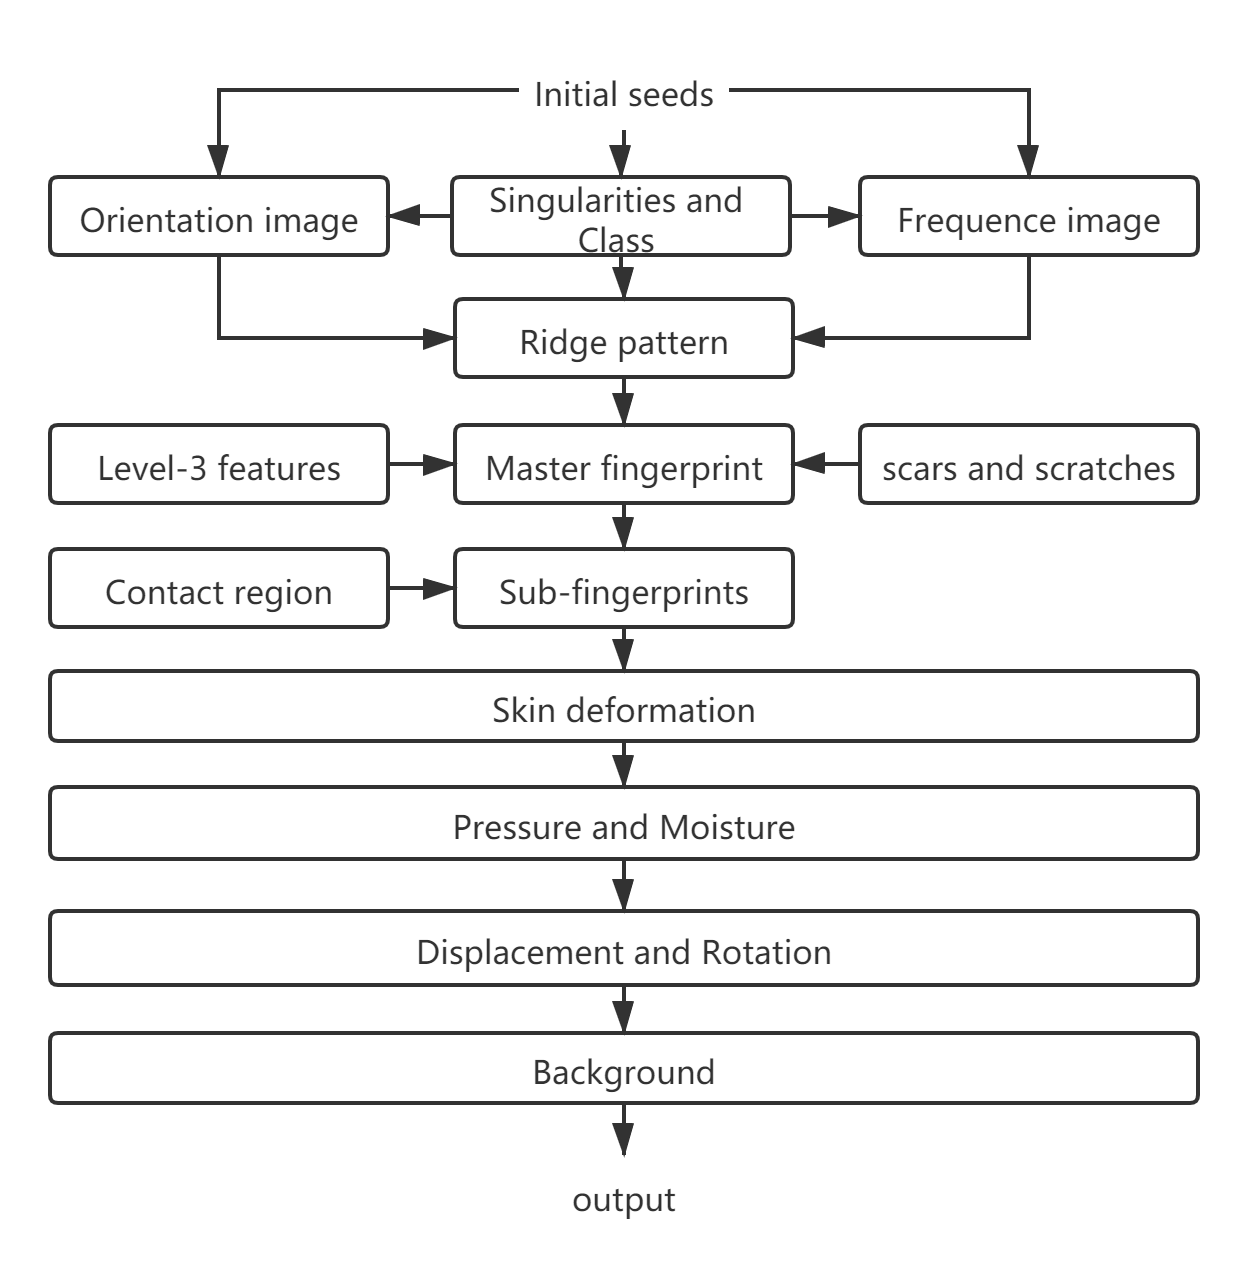 Initial seeds
Orientation image
Singularities and
Class
Frequence image
Ridge pattern
Level-3 features
Master fingerprint
scars and scratches
Contact region
Sub-fingerprints
Skin deformation
Pressure and Moisture
Displacement and Rotation
Background
output